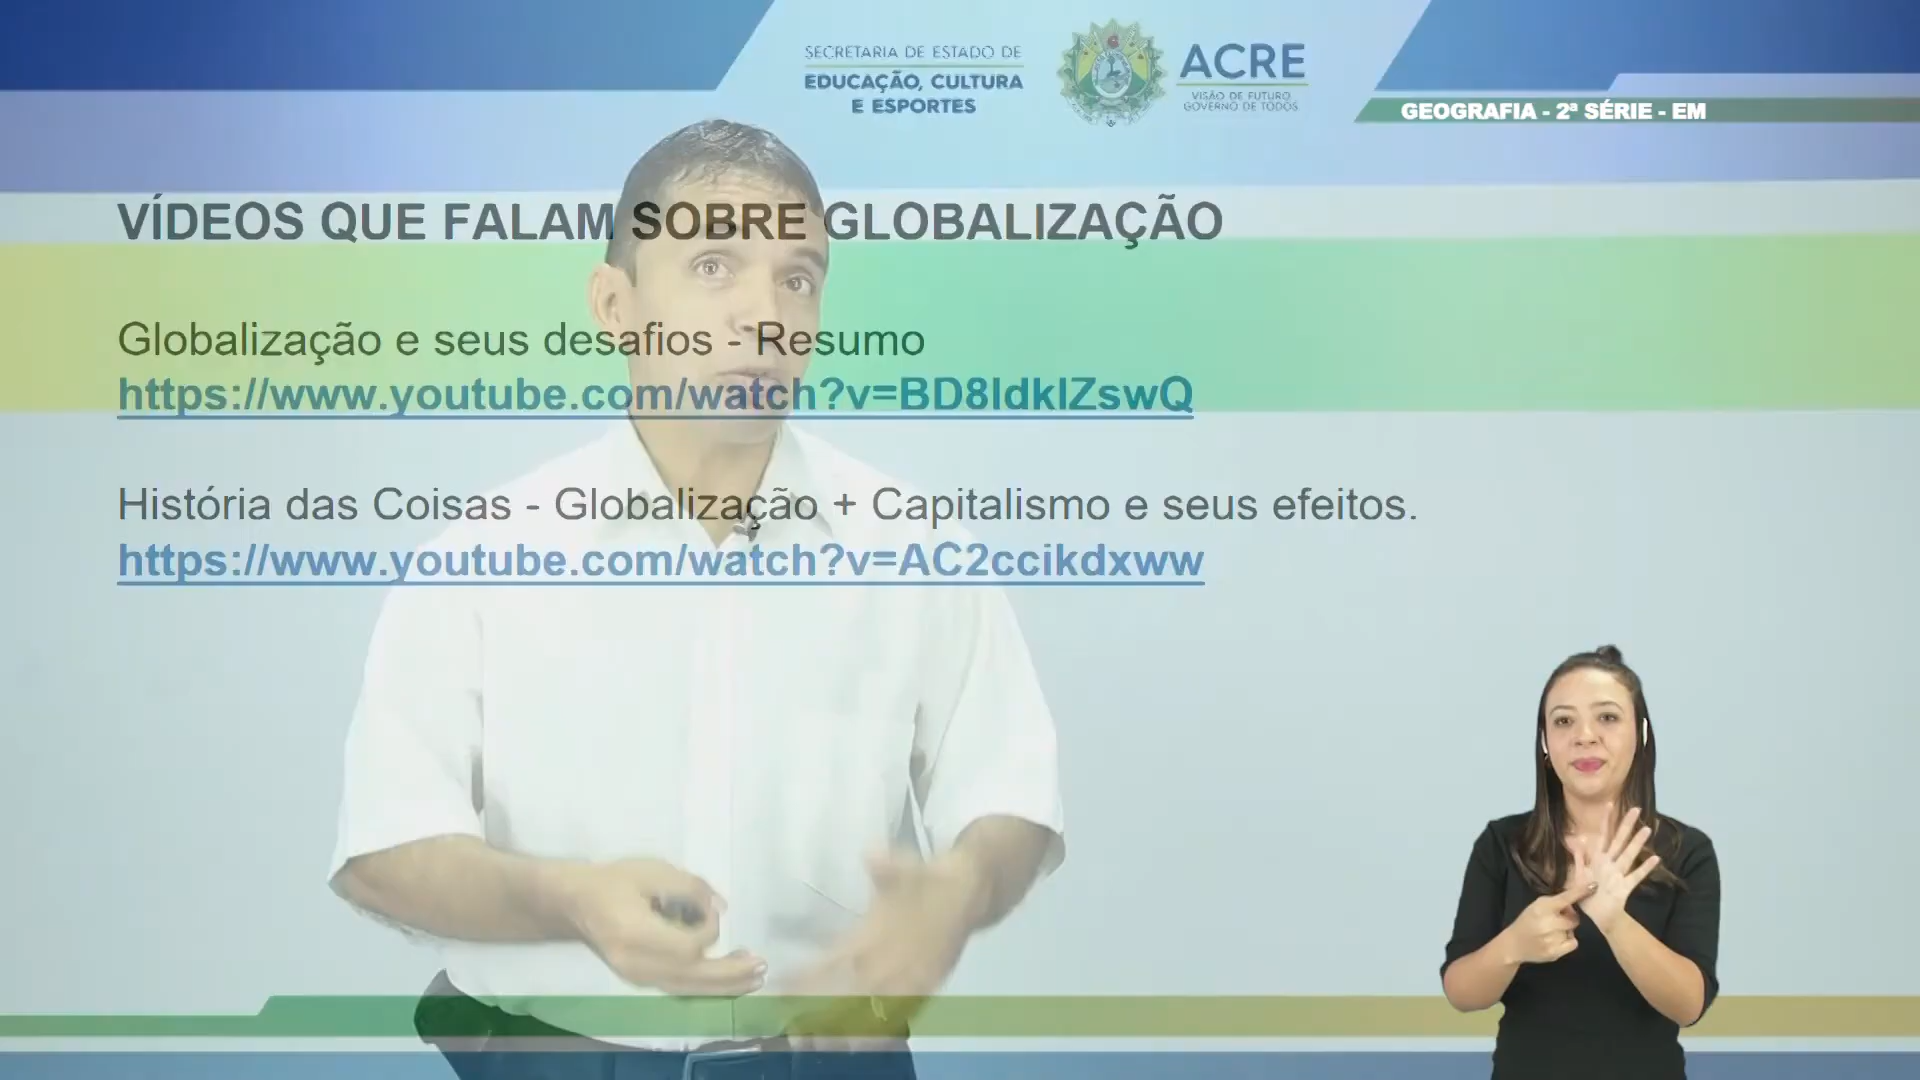 SECRETARIA DE ESTADO DE
EDUCAÇÃO, CULTURA
E ESPORTES
ACRE
VISÃO DE FUTURO
GOVERNO DE TODOS
GEOGRAFIA - 2ª SÉRIE - EM
VÍDEOS QUE FALAM SOBRE GLOBALIZAÇÃO
Globalização e seus desafios - Resumo
https://www.youtube.com/watch?v=BD8IdkIZswQ
História das Coisas - Globalização + Capitalismo e seus efeitos.
https://www.youtube.com/watch?v=AC2ccikdxww